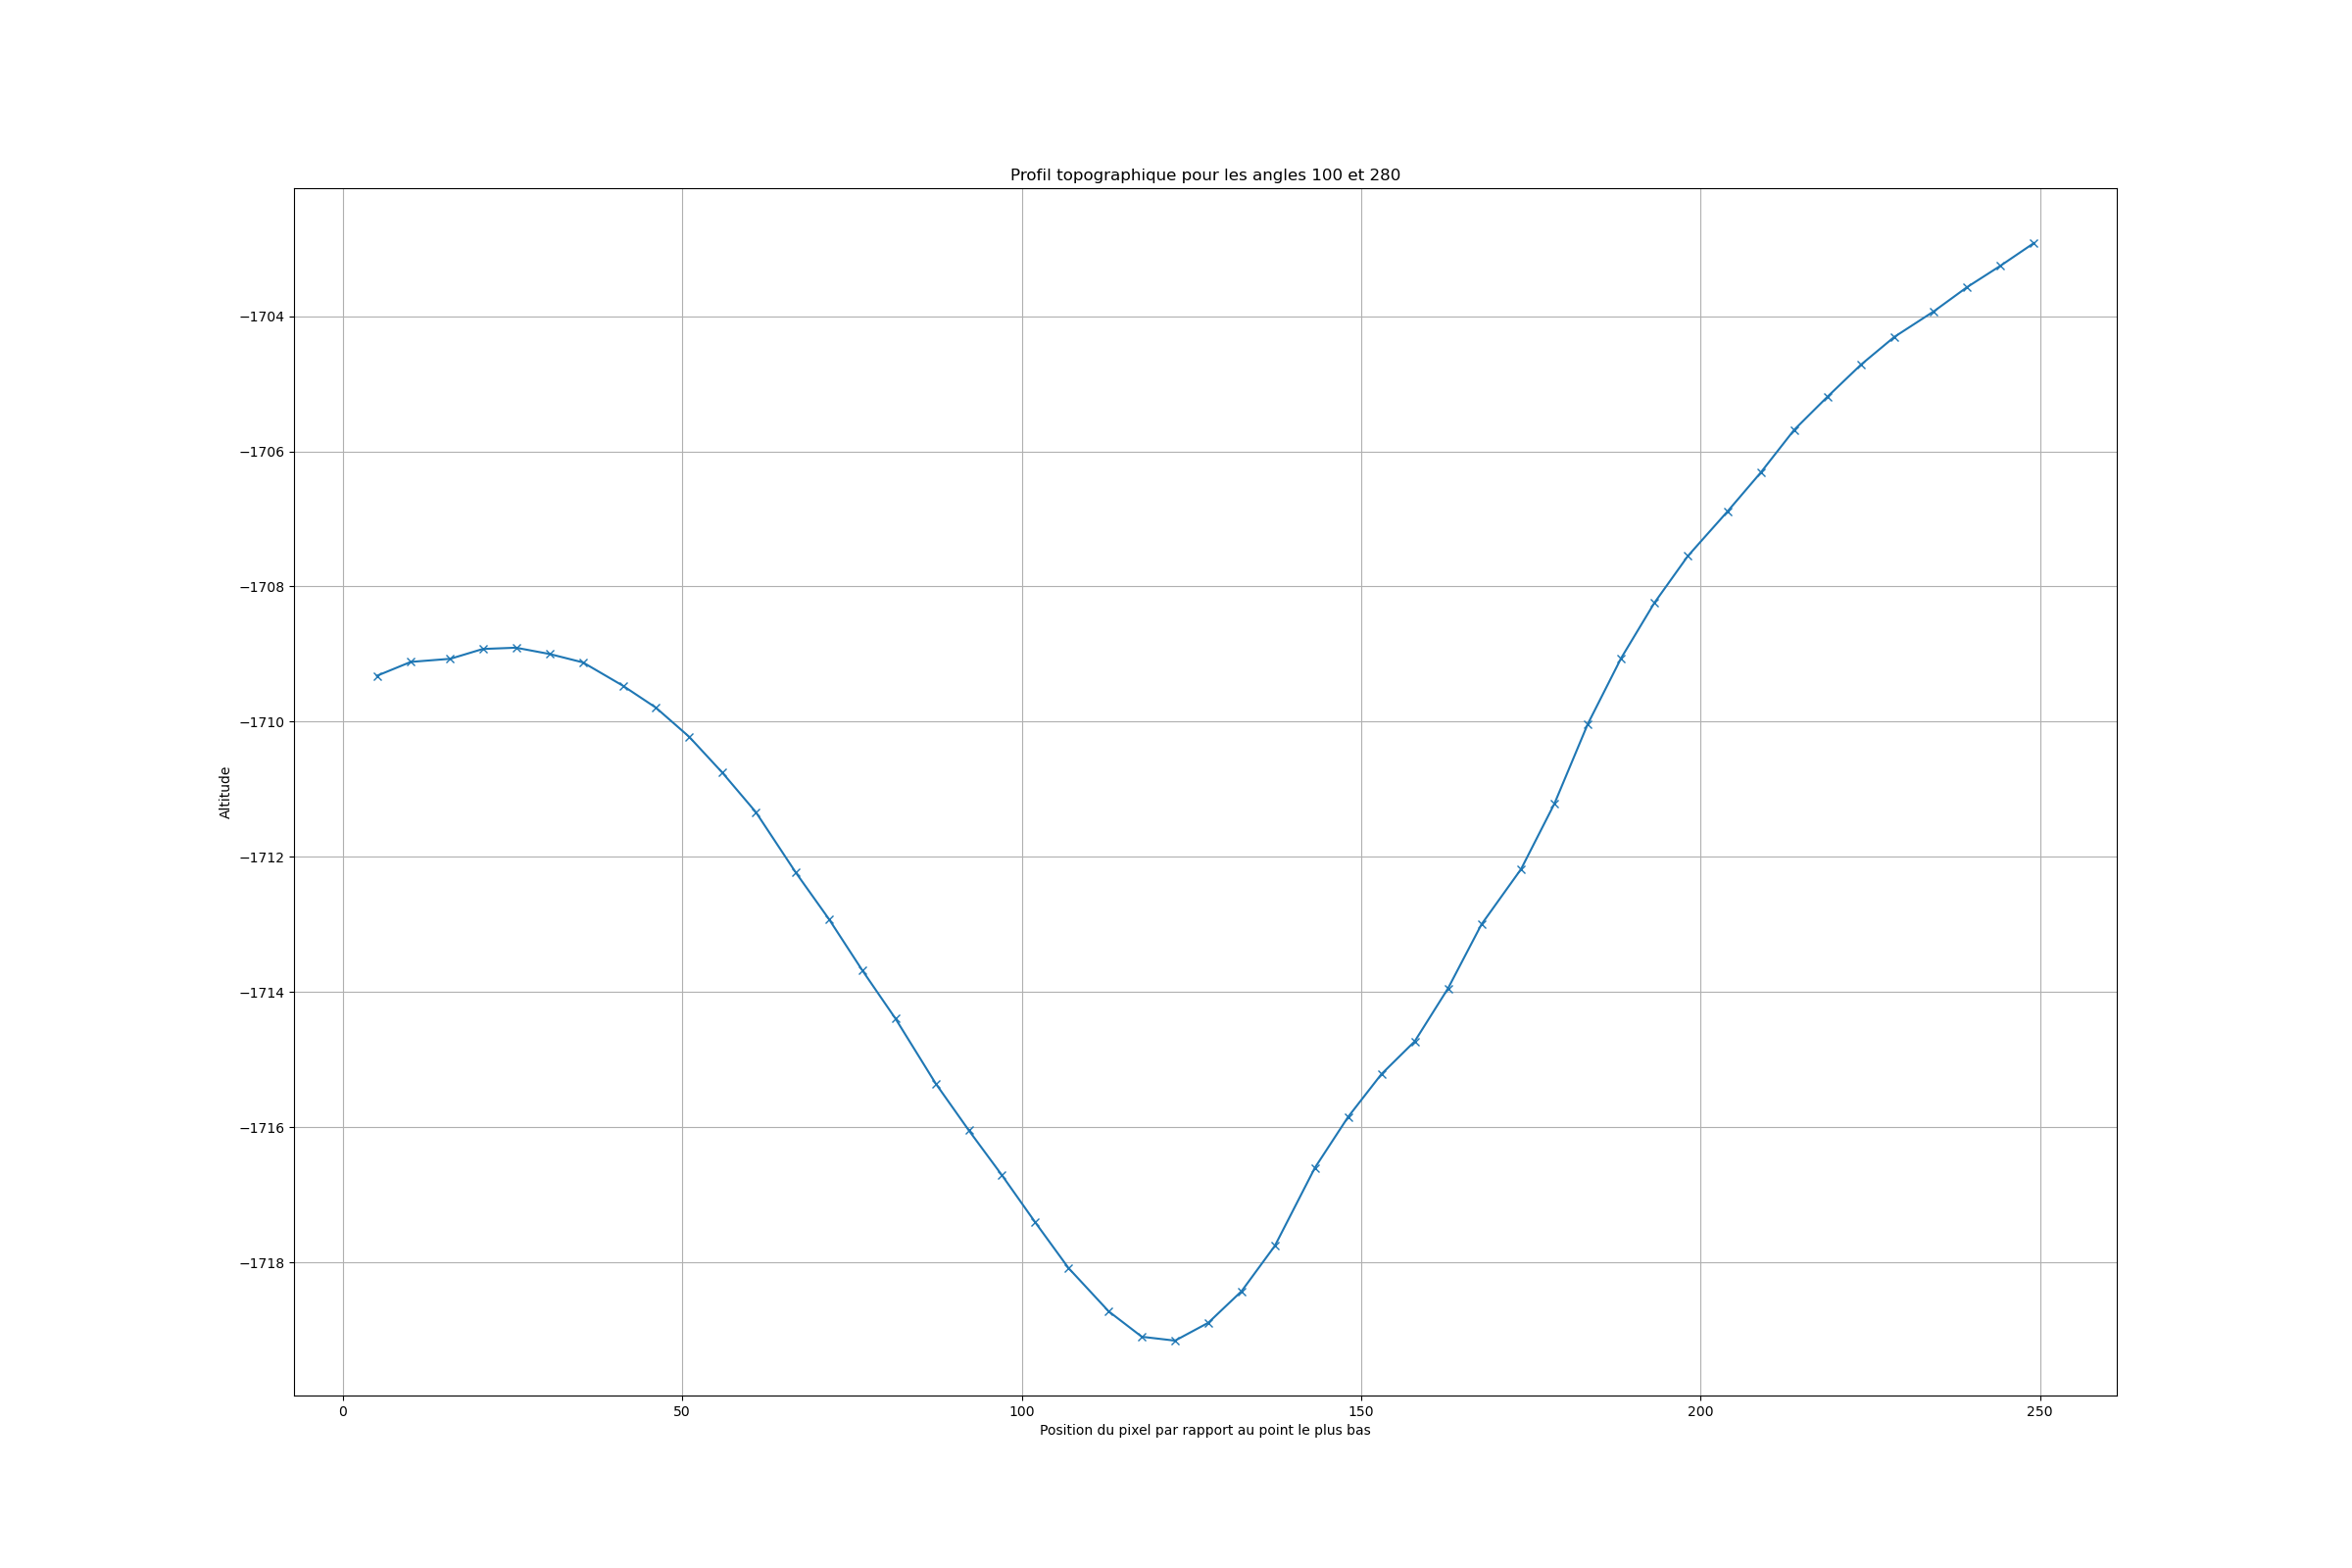 Profil topographique pour les angles 100 et 280
−1704
−1706
−1708
−1710
−1712
−1714
−1716
−1718
Altitude
0 50 100 150 200 250
Position du pixel par rapport au point le plus bas